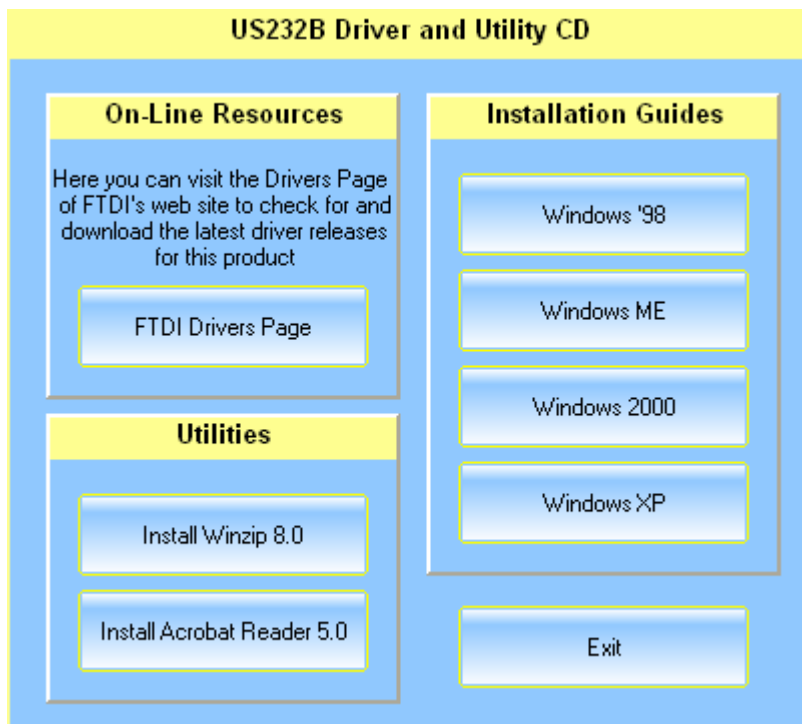 US232B Driver and Utility CD
On-Line Resources
Here you can visit the Drivers Page
of FTDI's web site to check for and
download the latest driver releases
for this product
FTDI Drivers Page
Utilities
Install Winzip 8.0
Install Acrobat Reader 5.0
Installation Guides
Windows '98
Windows ME
Windows 2000
Windows XP
Exit